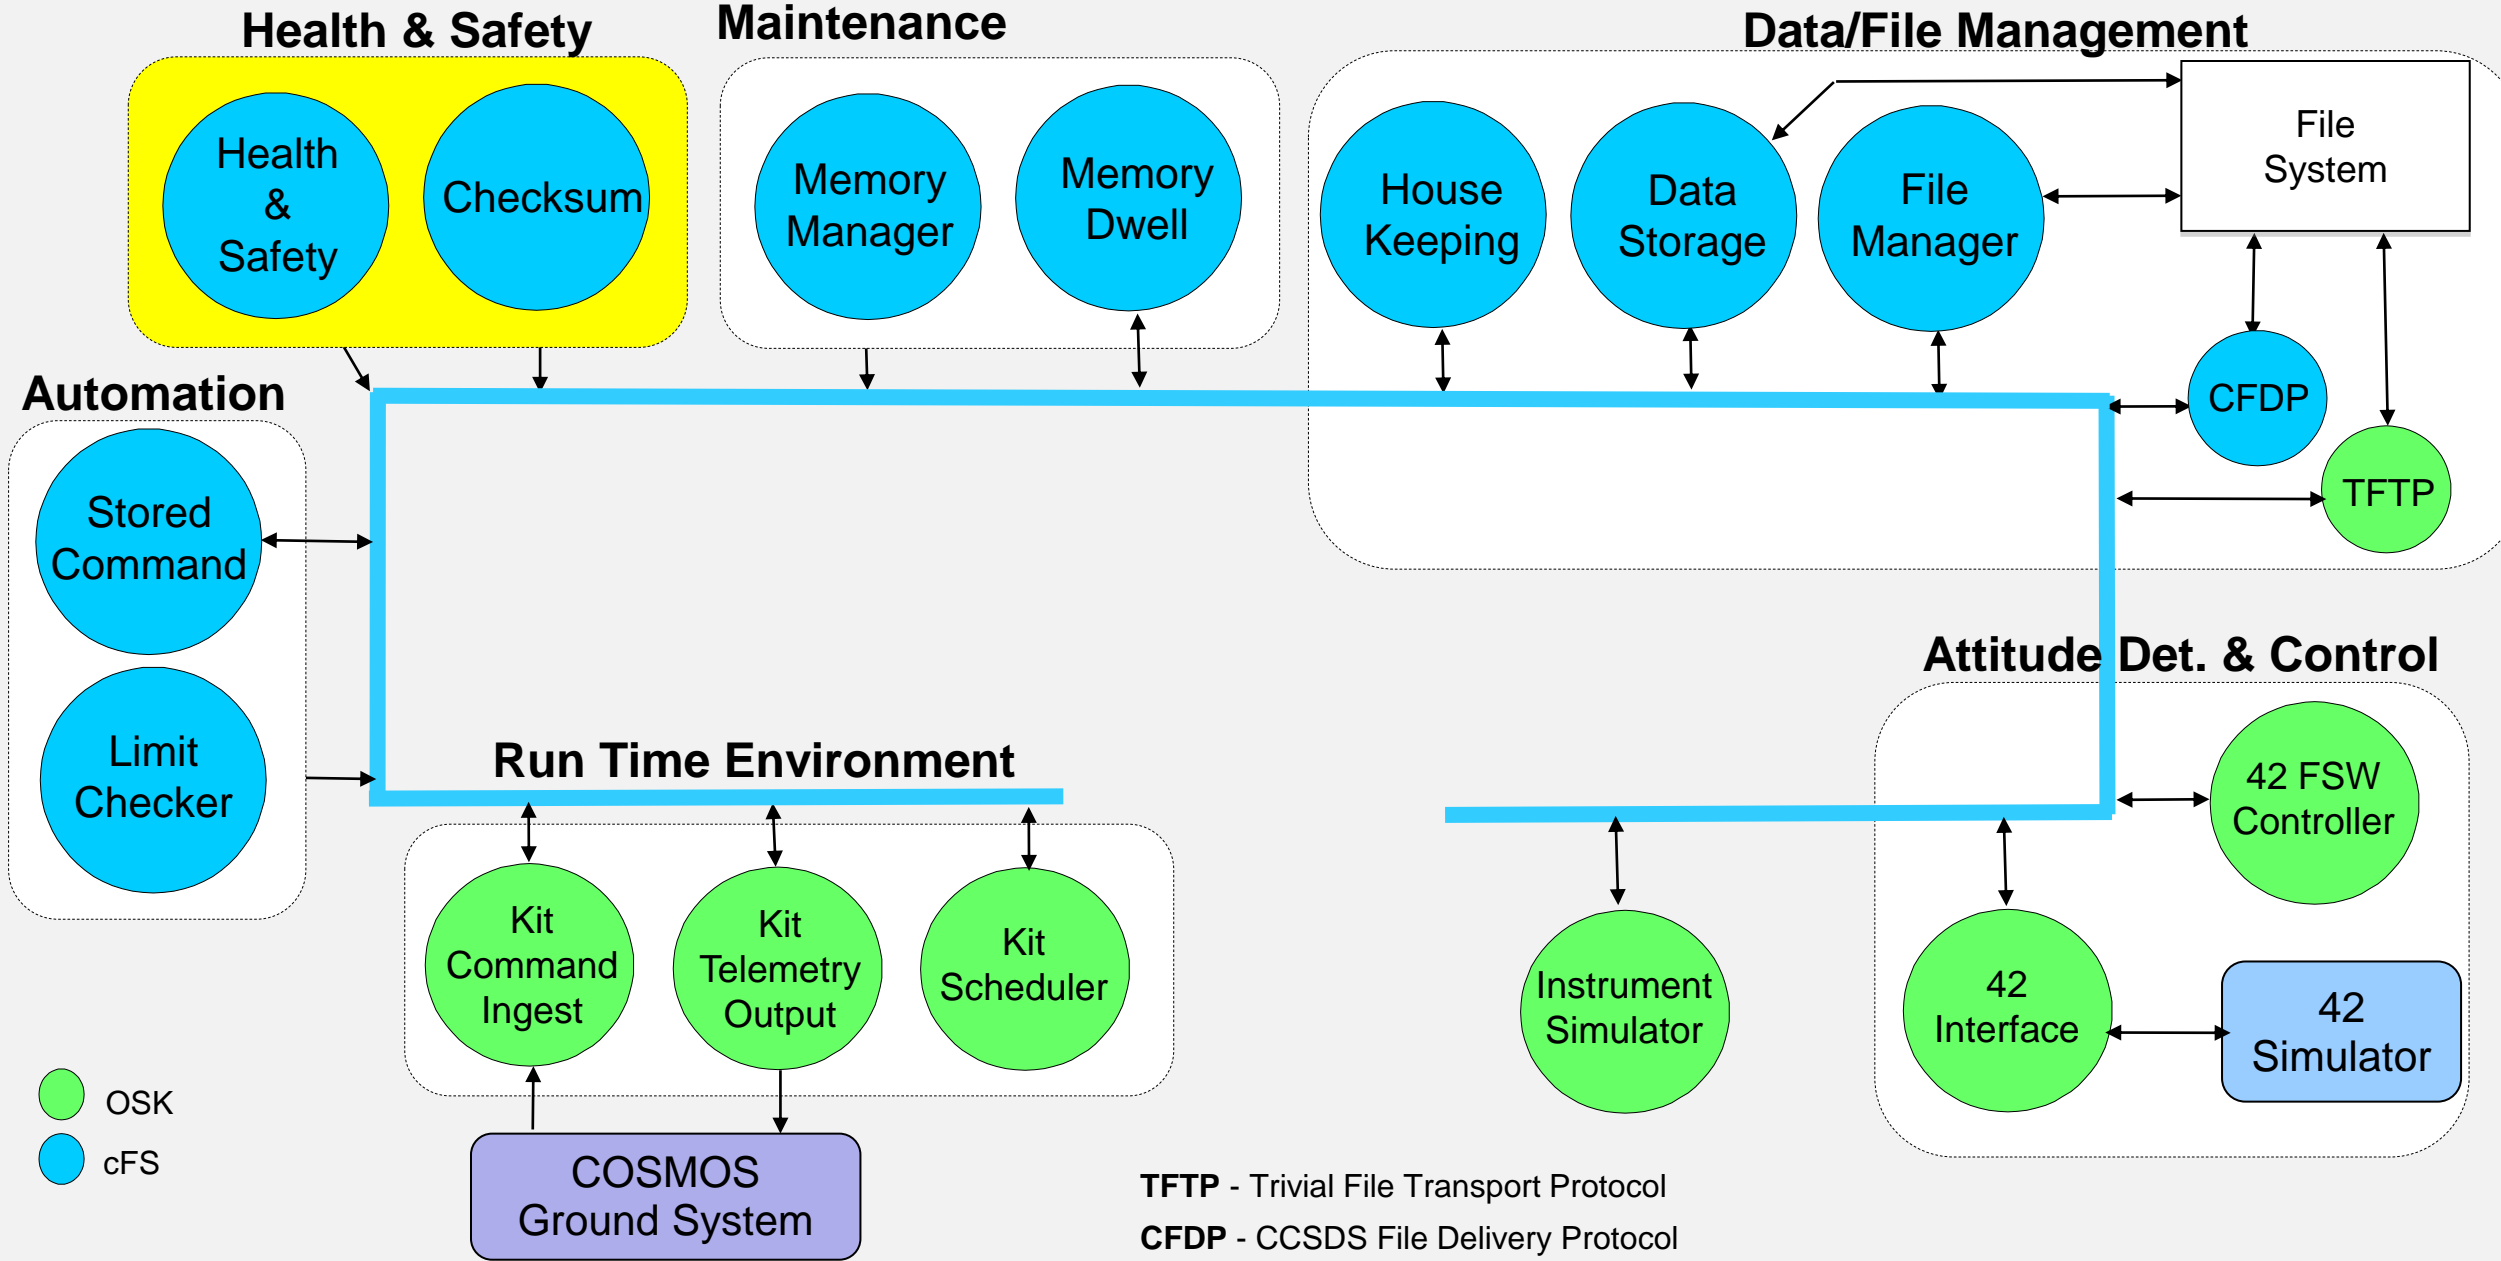 Health & Safety
Health
&
Safety
Checksum
Maintenance
Memory
Manager
Memory
Dwell
Data/File Management
House
Keeping
Data
Storage
File
Manager
File
System
CFDP
TFTP
Automation
Stored
Command
Limit
Checker
Run Time Environment
Kit
Command
Ingest
Kit
Telemetry
Output
Kit
Scheduler
COSMOS
Ground System
Instrument
Simulator
Attitude Det. & Control
42 FSW
Controller
42
Interface
42
Simulator
OSK
cFS
TFTP - Trivial File Transport Protocol
CFDP - CCSDS File Delivery Protocol